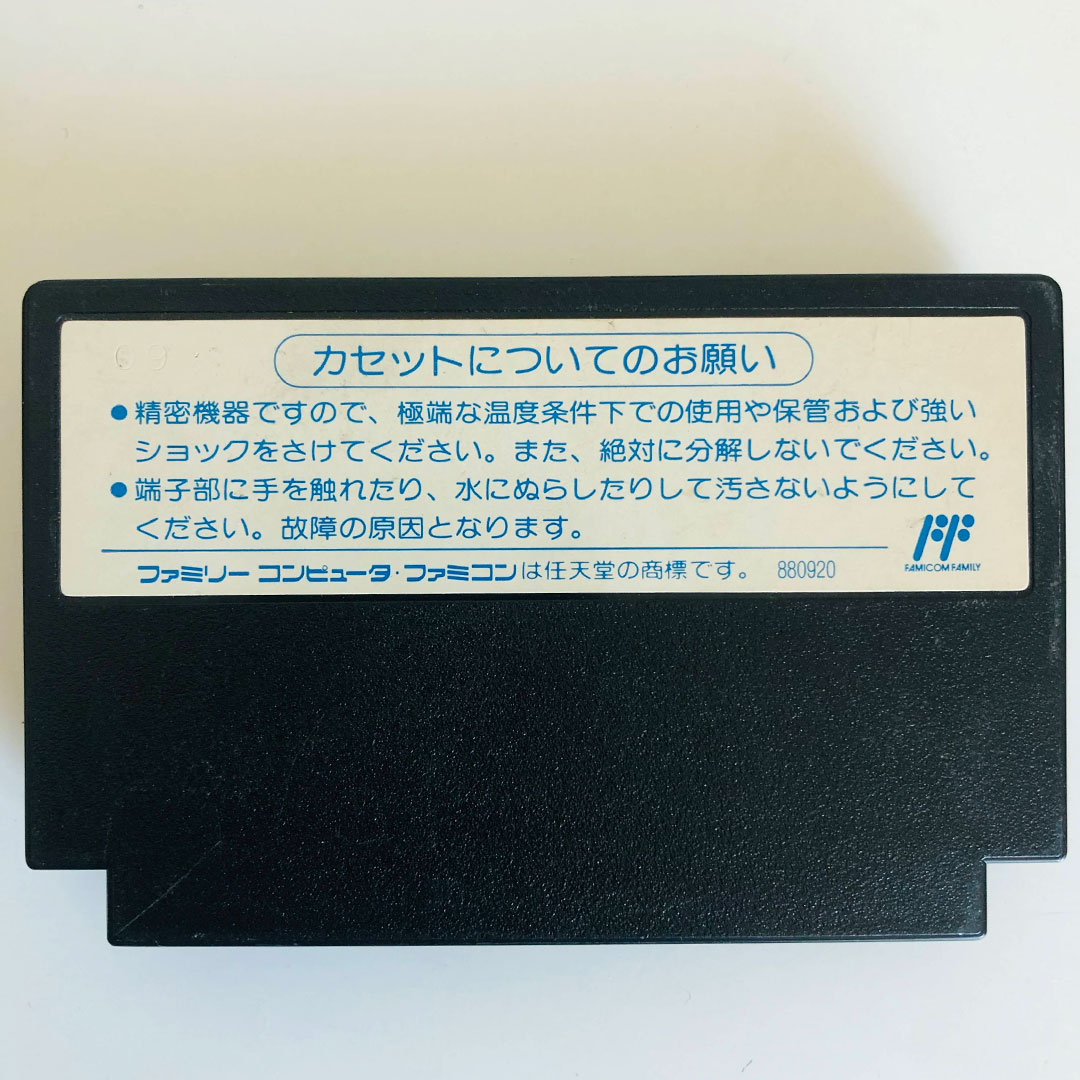 カセットについてのお願い
●精密機器ですので、極端な温度条件下での使用や保管および強い
ショックをさけてください。また、絶対に分解しないでください。
●端子部に手を触れたり、水にぬらしたりして汚さないようにして
ください。故障の原因となります。
FAMICOM FAMILY
ファミリーコンピュータ・ファミコンは任天堂の商標です。 880920